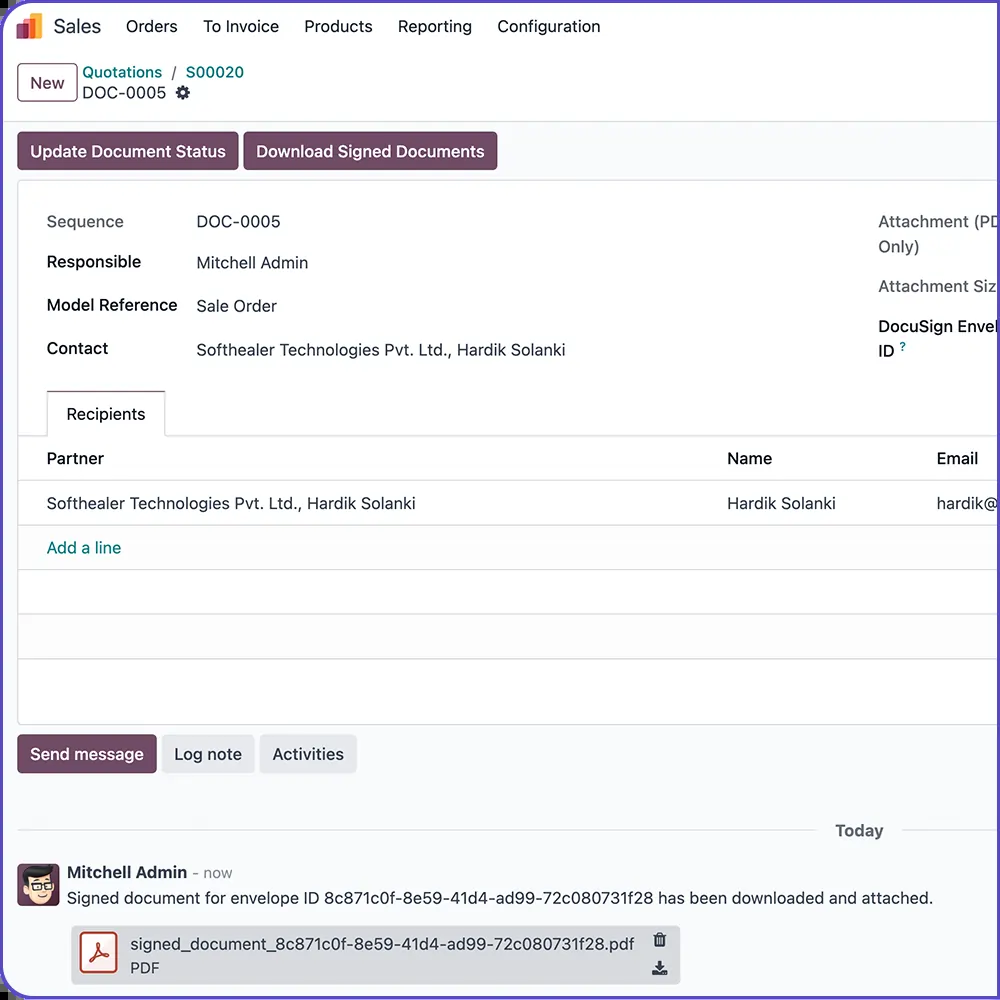 Sales Orders To Invoice Products Reporting Configuration
New
Quotations / S00020
DOC-0005
Update Document Status Download Signed Documents
Sequence DOC-0005
Attachment (PD
Only)
Responsible Mitchell Admin
Attachment Siz
Model Reference Sale Order
DocuSign Envel
ID ?
Contact Softhealer Technologies Pvt. Ltd., Hardik Solanki
Recipients
Partner Name Email
Softhealer Technologies Pvt. Ltd., Hardik Solanki Hardik Solanki hardik@
Add a line
Send message Log note Activities
Today
Mitchell Admin - now
Signed document for envelope ID 8c871c0f-8e59-41d4-ad99-72c080731f28 has been downloaded and attached.
signed_document_8c871c0f-8e59-41d4-ad99-72c080731f28.pdf
PDF